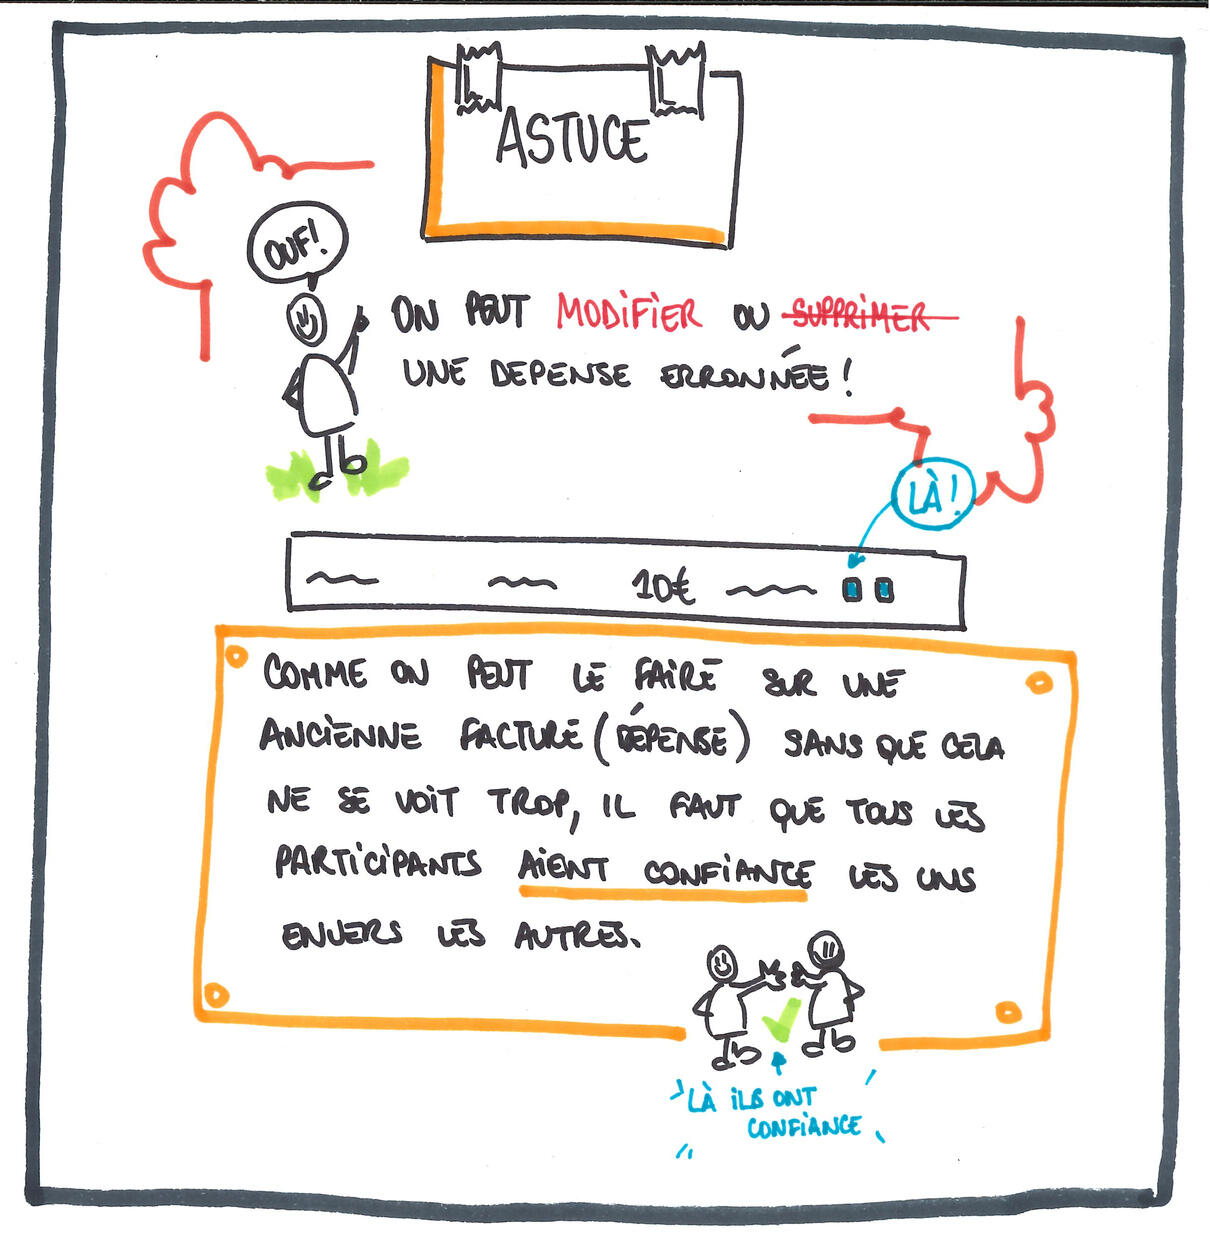 ASTUCE
OUF!
ON PEUT MODIFIER OU SUPPRIMER
UNE DEPENSE ERRONNÉE !
LÀ !
10€
COMME ON PEUT LE FAIRE SUR UNE
ANCIENNE FACTURE (DÉPENSE) SANS QUE CELA
NE SE VOIT TROP, IL FAUT QUE TOUS LES
PARTICIPANTS AIENT CONFIANCE LES UNS
ENVERS LES AUTRES.
LÀ ILS ONT
CONFIANCE